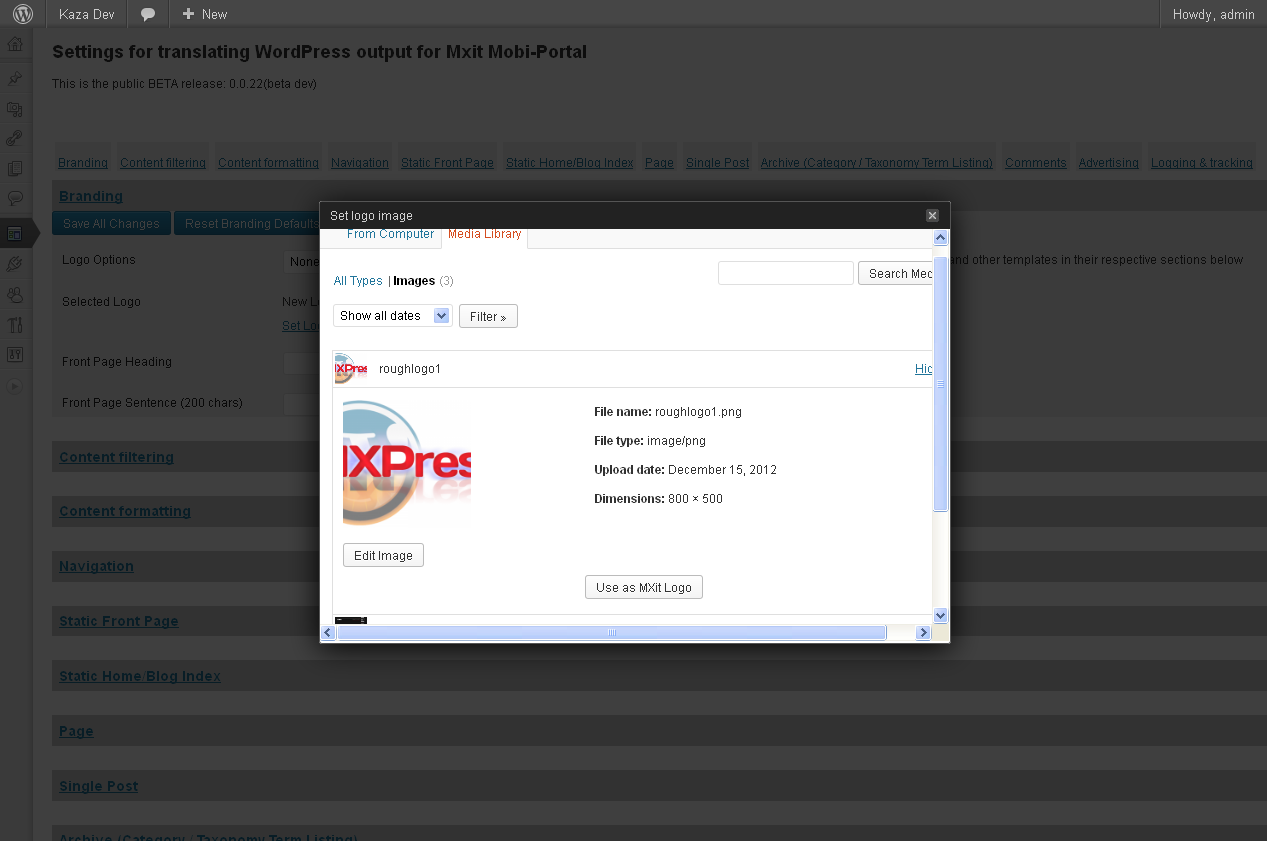 Kaza Dev New Howdy, admin
Settings for translating WordPress output for Mxit Mobi-Portal
This is the public BETA release: 0.0.22(beta dev)
Branding Content filtering Content formatting Navigation Static Front Page Static Home/Blog Index Page Single Post Archive (Category / Taxonomy Term Listing) Comments Advertising Logging & tracking
Branding
Save All Changes Reset Branding Defaults
Set logo image
From Computer Media Library
Logo Options None and other templates in their respective sections below
All Types | Images (3) Search Med
Selected Logo New L
Show all dates Filter »
Set Lo
Front Page Heading
roughlogo1 Hid
Front Page Sentence (200 chars)
IXPres
File name: roughlogo1.png
File type: image/png
Upload date: December 15, 2012
Dimensions: 800 × 500
Edit Image
Use as MXit Logo
Content filtering
Content formatting
Navigation
Static Front Page
Static Home/Blog Index
Page
Single Post
Archive (Category / Taxonomy Term Listing)